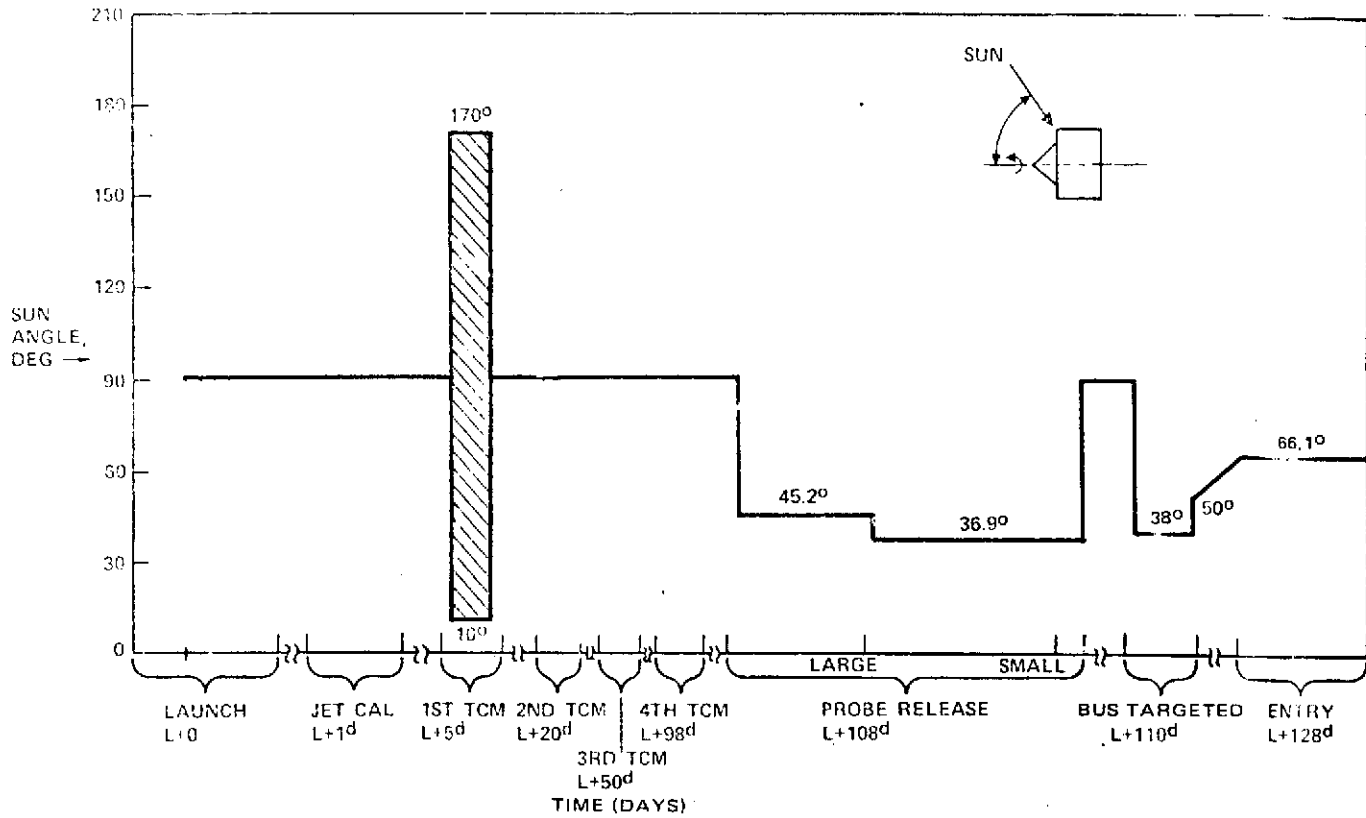 210
180
150
120
90
60
30
0
SUN
ANGLE,
DEG →
SUN
170°
10°
45.2°
36.9°
38°
50°
66.1°
LARGE
SMALL
LAUNCH
L+0
JET CAL
L+1d
1ST TCM
L+5d
2ND TCM
L+20d
3RD TCM
L+50d
4TH TCM
L+98d
PROBE RELEASE
L+108d
BUS TARGETED
L+110d
ENTRY
L+128d
TIME (DAYS)